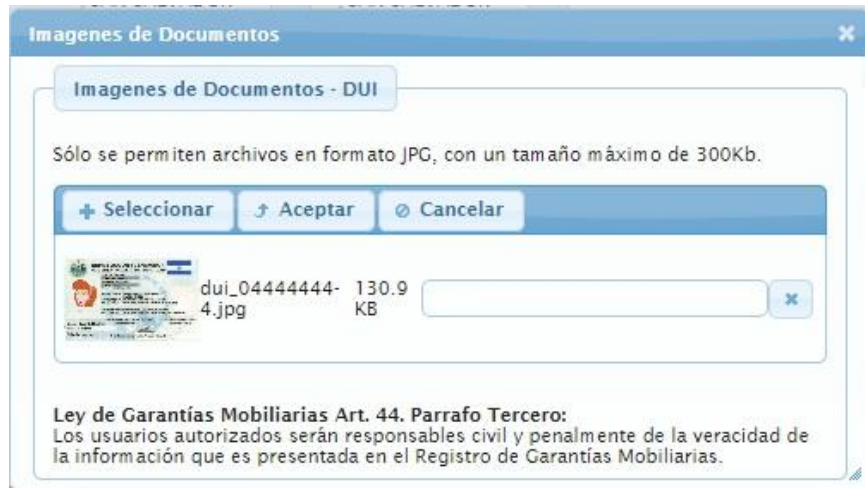 Imagenes de Documentos
Imagenes de Documentos - DUI
Sólo se permiten archivos en formato JPG, con un tamaño máximo de 300Kb.
Seleccionar Aceptar Cancelar
dui_04444444- 130.9
4.jpg KB
Ley de Garantías Mobiliarias Art. 44. Parrafo Tercero:
Los usuarios autorizados serán responsables civil y penalmente de la veracidad de
la información que es presentada en el Registro de Garantías Mobiliarias.